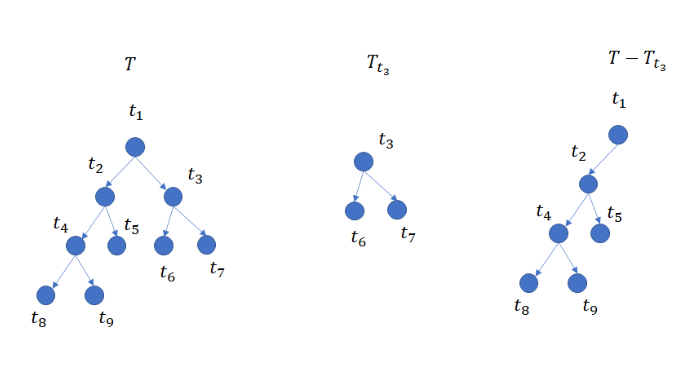 T
T_{t_3}
T − T_{t_3}
t_1
t_1
t_2
t_3
t_3
t_2
t_4
t_5
t_6
t_7
t_4
t_5
t_6
t_7
t_8
t_9
t_8
t_9